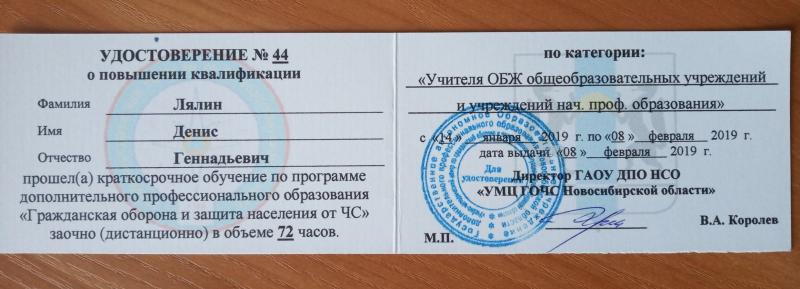 УДОСТОВЕРЕНИЕ № 44
о повышении квалификации
Фамилия Лялин
Имя Денис
Отчество Геннадьевич
прошел(а) краткосрочное обучение по программе
дополнительного профессионального образования
«Гражданская оборона и защита населения от ЧС»
заочно (дистанционно) в объеме 72 часов.
по категории:
«Учителя ОБЖ общеобразовательных учреждений
и учреждений нач. проф. образования»
с «14» января 2019 г. по «08 » февраля 2019 г.
дата выдачи «08 » февраля 2019 г.
Для
удостоверений
Директор ГАОУ ДПО НСО
«УМЦ ГОЧС Новосибирской области»
В.А. Королев
М.П.